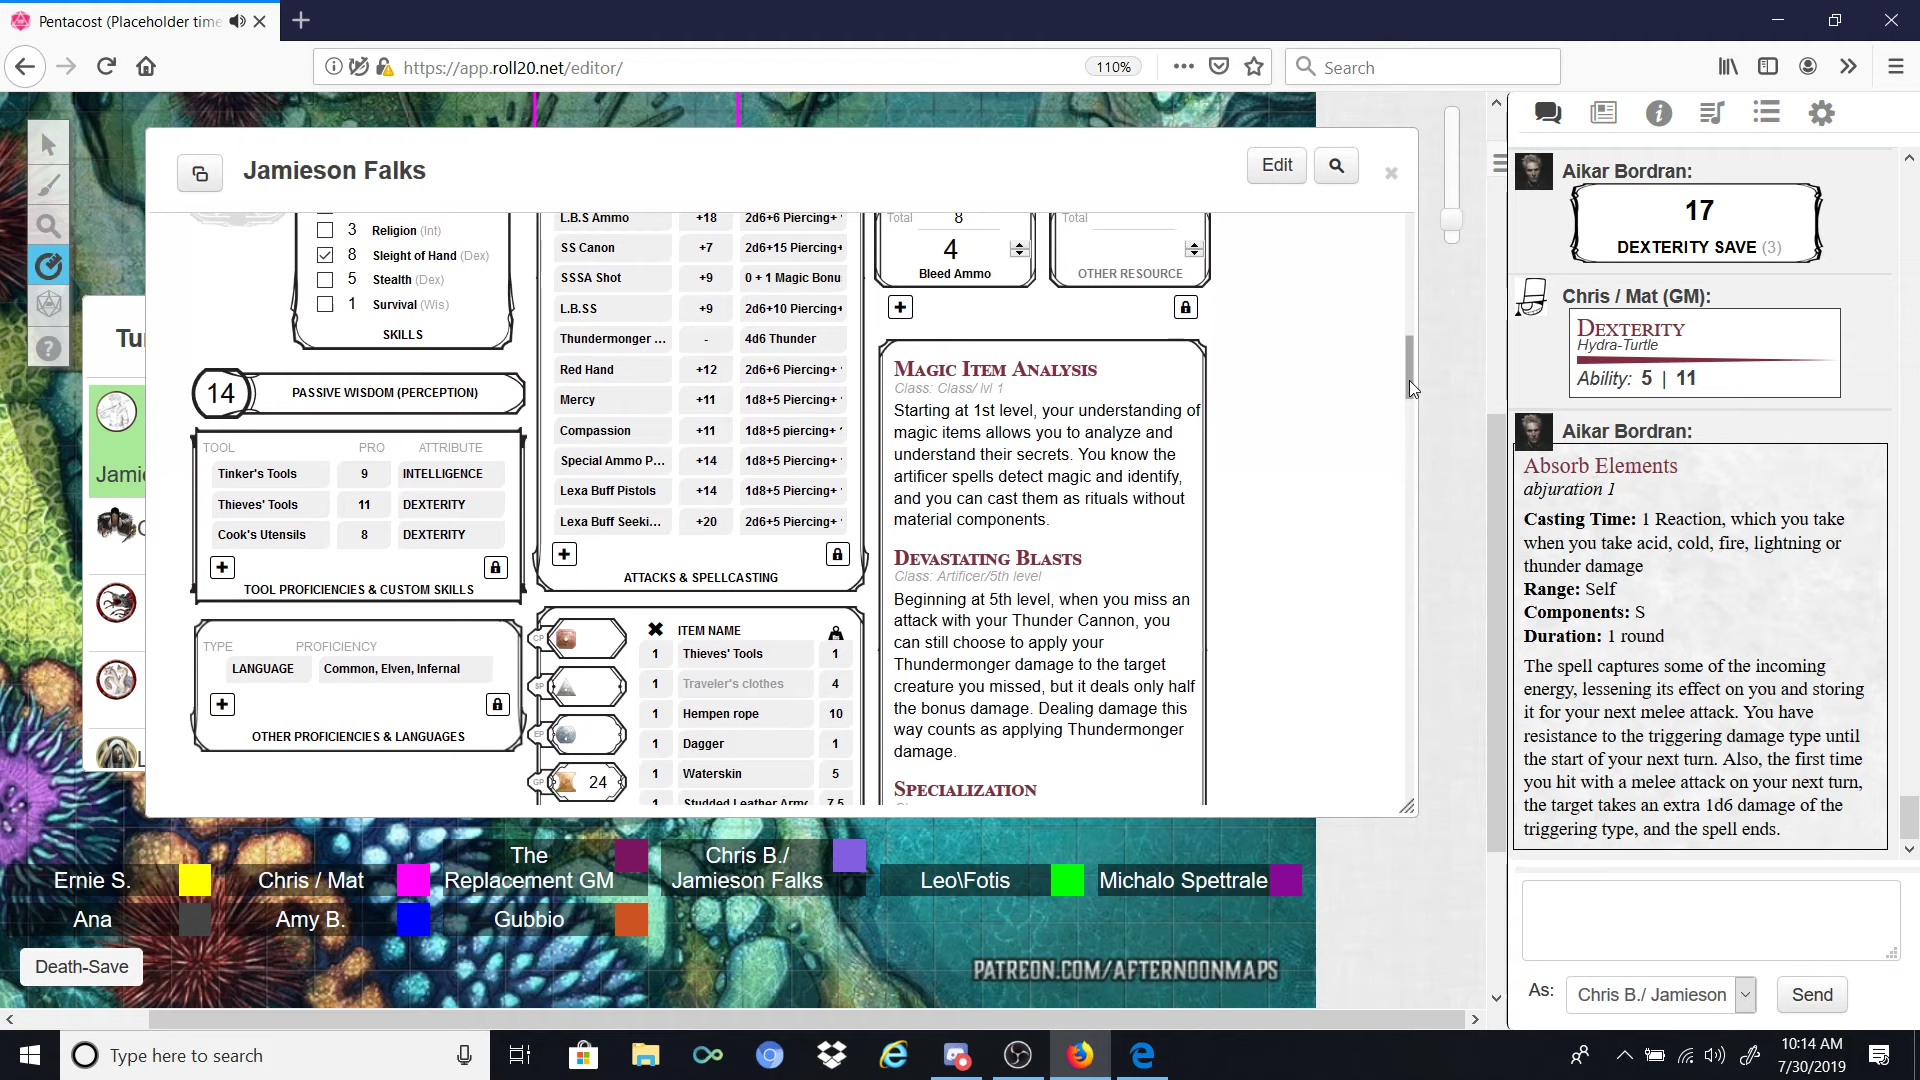 Pentacost (Placeholder time
https://app.roll20.net/editor/
110%
Search
Jamieson Falks
Edit
3 Religion (Int)
8 Sleight of Hand (Dex)
5 Stealth (Dex)
1 Survival (Wis)
SKILLS
14 PASSIVE WISDOM (PERCEPTION)
TOOL PRO ATTRIBUTE
Tinker's Tools 9 INTELLIGENCE
Thieves' Tools 11 DEXTERITY
Cook's Utensils 8 DEXTERITY
TOOL PROFICIENCIES & CUSTOM SKILLS
TYPE PROFICIENCY
LANGUAGE Common, Elven, Infernal
OTHER PROFICIENCIES & LANGUAGES
L.B.S Ammo +18 2d6+6 Piercing+
SS Canon +7 2d6+15 Piercing+
SSSA Shot +9 0 + 1 Magic Bonu
L.B.SS +9 2d6+10 Piercing+
Thundermonger ... - 4d6 Thunder
Red Hand +12 2d6+6 Piercing+
Mercy +11 1d8+5 Piercing+
Compassion +11 1d8+5 piercing+
Special Ammo P... +14 1d8+5 Piercing+
Lexa Buff Pistols +14 1d8+5 Piercing+
Lexa Buff Seeki... +20 2d6+5 Piercing+
ATTACKS & SPELLCASTING
CP
SP
EP
GP 24
ITEM NAME
1 Thieves' Tools 1
1 Traveler's clothes 4
1 Hempen rope 10
1 Dagger 1
1 Waterskin 5
1 Studded Leather Armo 7.5
Total 8
4
Bleed Ammo
Total
OTHER RESOURCE
MAGIC ITEM ANALYSIS
Class: Class/ lvl 1
Starting at 1st level, your understanding of
magic items allows you to analyze and
understand their secrets. You know the
artificer spells detect magic and identify,
and you can cast them as rituals without
material components.
DEVASTATING BLASTS
Class: Artificer/5th level
Beginning at 5th level, when you miss an
attack with your Thunder Cannon, you
can still choose to apply your
Thundermonger damage to the target
creature you missed, but it deals only half
the bonus damage. Dealing damage this
way counts as applying Thundermonger
damage.
SPECIALIZATION
Tu
Jamie
Aikar Bordran:
17
DEXTERITY SAVE (3)
Chris / Mat (GM):
DEXTERITY
Hydra-Turtle
Ability: 5 | 11
Aikar Bordran:
Absorb Elements
abjuration 1
Casting Time: 1 Reaction, which you take
when you take acid, cold, fire, lightning or
thunder damage
Range: Self
Components: S
Duration: 1 round
The spell captures some of the incoming
energy, lessening its effect on you and storing
it for your next melee attack. You have
resistance to the triggering damage type until
the start of your next turn. Also, the first time
you hit with a melee attack on your next turn,
the target takes an extra 1d6 damage of the
triggering type, and the spell ends.
As: Chris B./ Jamieson
Send
Ernie S.
Chris / Mat
The
Replacement GM
Chris B./
Jamieson Falks
Leo\Fotis
Michalo Spettrale
Ana
Amy B.
Gubbio
Death-Save
PATREON.COM/AFTERNOONMAPS
Type here to search
10:14 AM
7/30/2019